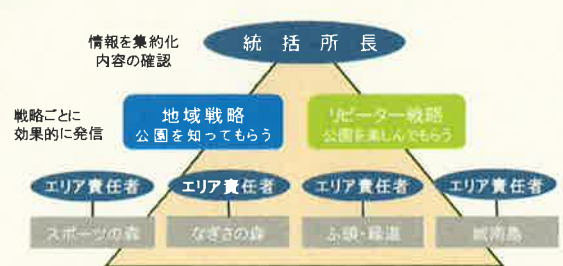 情報を集約化
内容の確認
統括所長
戦略ごとに
効果的に発信
地域戦略
公園を知ってもらう
リピーター戦略
公園を楽しんでもらう
エリア責任者
エリア責任者
エリア責任者
エリア責任者
スポーツの森
なぎさの森
ふ頭・緑道
城南島